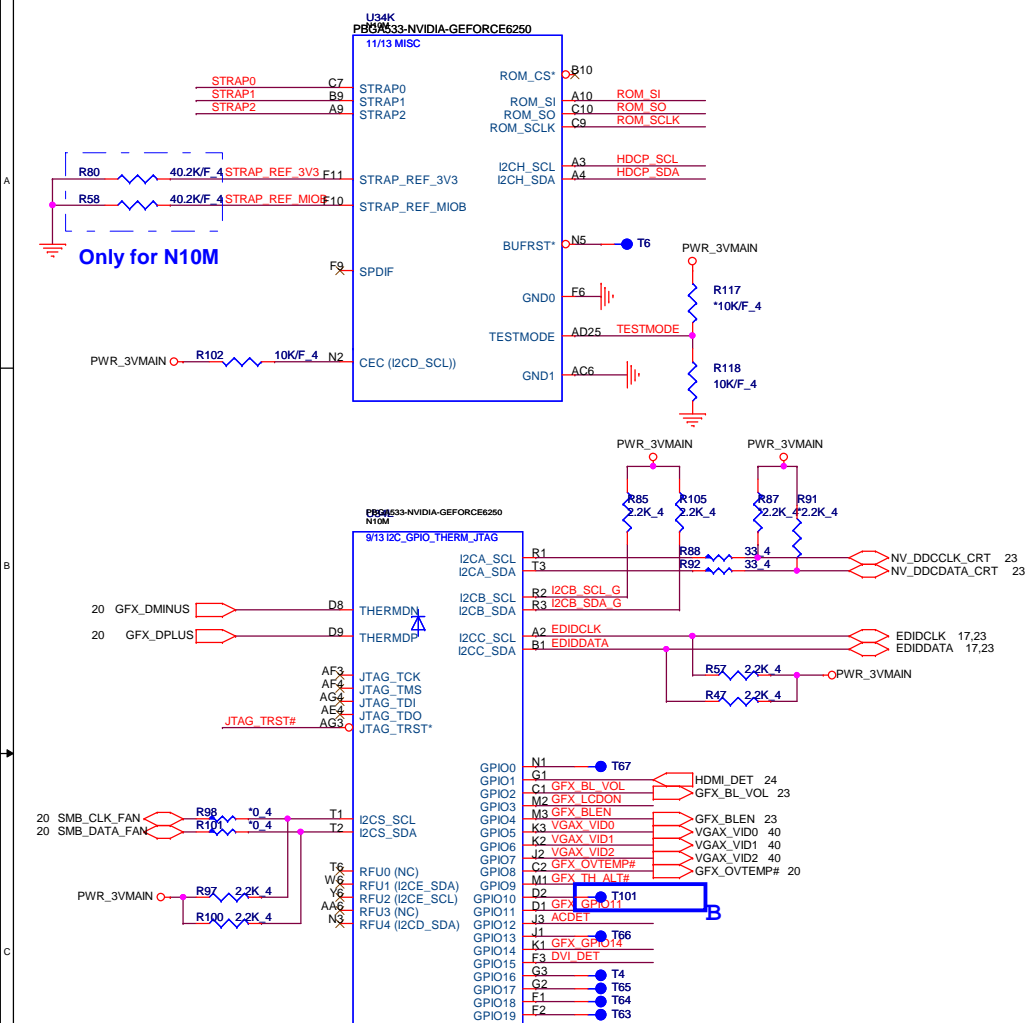 U34K
N10M
PBGA533-NVIDIA-GEFORCE6250
11/13 MISC
STRAP0 C7 STRAP0
STRAP1 B9 STRAP1
STRAP2 A9 STRAP2
ROM_CS* B10
ROM_SI A10 ROM_SI
ROM_SO C10 ROM_SO
ROM_SCLK C9 ROM_SCLK
I2CH_SCL A3 HDCP_SCL
I2CH_SDA A4 HDCP_SDA
A
R80 40.2K/F_4 STRAP_REF_3V3 F11 STRAP_REF_3V3
R58 40.2K/F_4 STRAP_REF_MIOB F10 STRAP_REF_MIOB
Only for N10M
BUFRST* N5 T6
PWR_3VMAIN
F9 SPDIF
R117
*10K/F_4
GND0 F6
TESTMODE AD25 TESTMODE
PWR_3VMAIN R102 10K/F_4 N2 CEC (I2CD_SCL))
GND1 AC6
R118
10K/F_4
PWR_3VMAIN PWR_3VMAIN
R85 R105 R87 R91
2.2K_4 2.2K_4 *2.2K_4 *2.2K_4
PBGA533-NVIDIA-GEFORCE6250
N10M
9/13 I2C_GPIO_THERM_JTAG
B
I2CA_SCL R1 R88 33_4 NV_DDCCLK_CRT 23
I2CA_SDA T3 R92 33_4 NV_DDCDATA_CRT 23
I2CB_SCL R2 I2CB_SCL_G
I2CB_SDA R3 I2CB_SDA_G
20 GFX_DMINUS D8 THERMDN
20 GFX_DPLUS D9 THERMDP
I2CC_SCL A2 EDIDCLK EDIDCLK 17,23
I2CC_SDA B1 EDIDDATA EDIDDATA 17,23
R57 2.2K_4 PWR_3VMAIN
R47 2.2K_4
AF3 JTAG_TCK
AF4 JTAG_TMS
AG4 JTAG_TDI
AE4 JTAG_TDO
JTAG_TRST# AG3 JTAG_TRST*
GPIO0 N1 T67
GPIO1 G1 HDMI_DET 24
GPIO2 C1 GFX_BL_VOL GFX_BL_VOL 23
GPIO3 M2 GFX_LCDON
GPIO4 M3 GFX_BLEN GFX_BLEN 23
GPIO5 K3 VGAX_VID0 VGAX_VID0 40
GPIO6 K2 VGAX_VID1 VGAX_VID1 40
GPIO7 J2 VGAX_VID2 VGAX_VID2 40
GPIO8 C2 GFX_OVTEMP# GFX_OVTEMP# 20
GPIO9 M1 GFX_TH_ALT#
GPIO10 D2 T101
GPIO11 D1 GFX_GPIO11
B
GPIO12 J3 ACDET
GPIO13 J1 T66
GPIO14 K1 GFX_GPIO14
GPIO15 F3 DVI_DET
GPIO16 G3 T4
GPIO17 G2 T65
GPIO18 F1 T64
GPIO19 F2 T63
20 SMB_CLK_FAN R98 *0_4 T1 I2CS_SCL
20 SMB_DATA_FAN R101 *0_4 T2 I2CS_SDA
PWR_3VMAIN R97 2.2K_4
R100 2.2K_4
T6 RFU0 (NC)
W6 RFU1 (I2CE_SDA)
Y6 RFU2 (I2CE_SCL)
AA6 RFU3 (NC)
N3 RFU4 (I2CD_SDA)
C